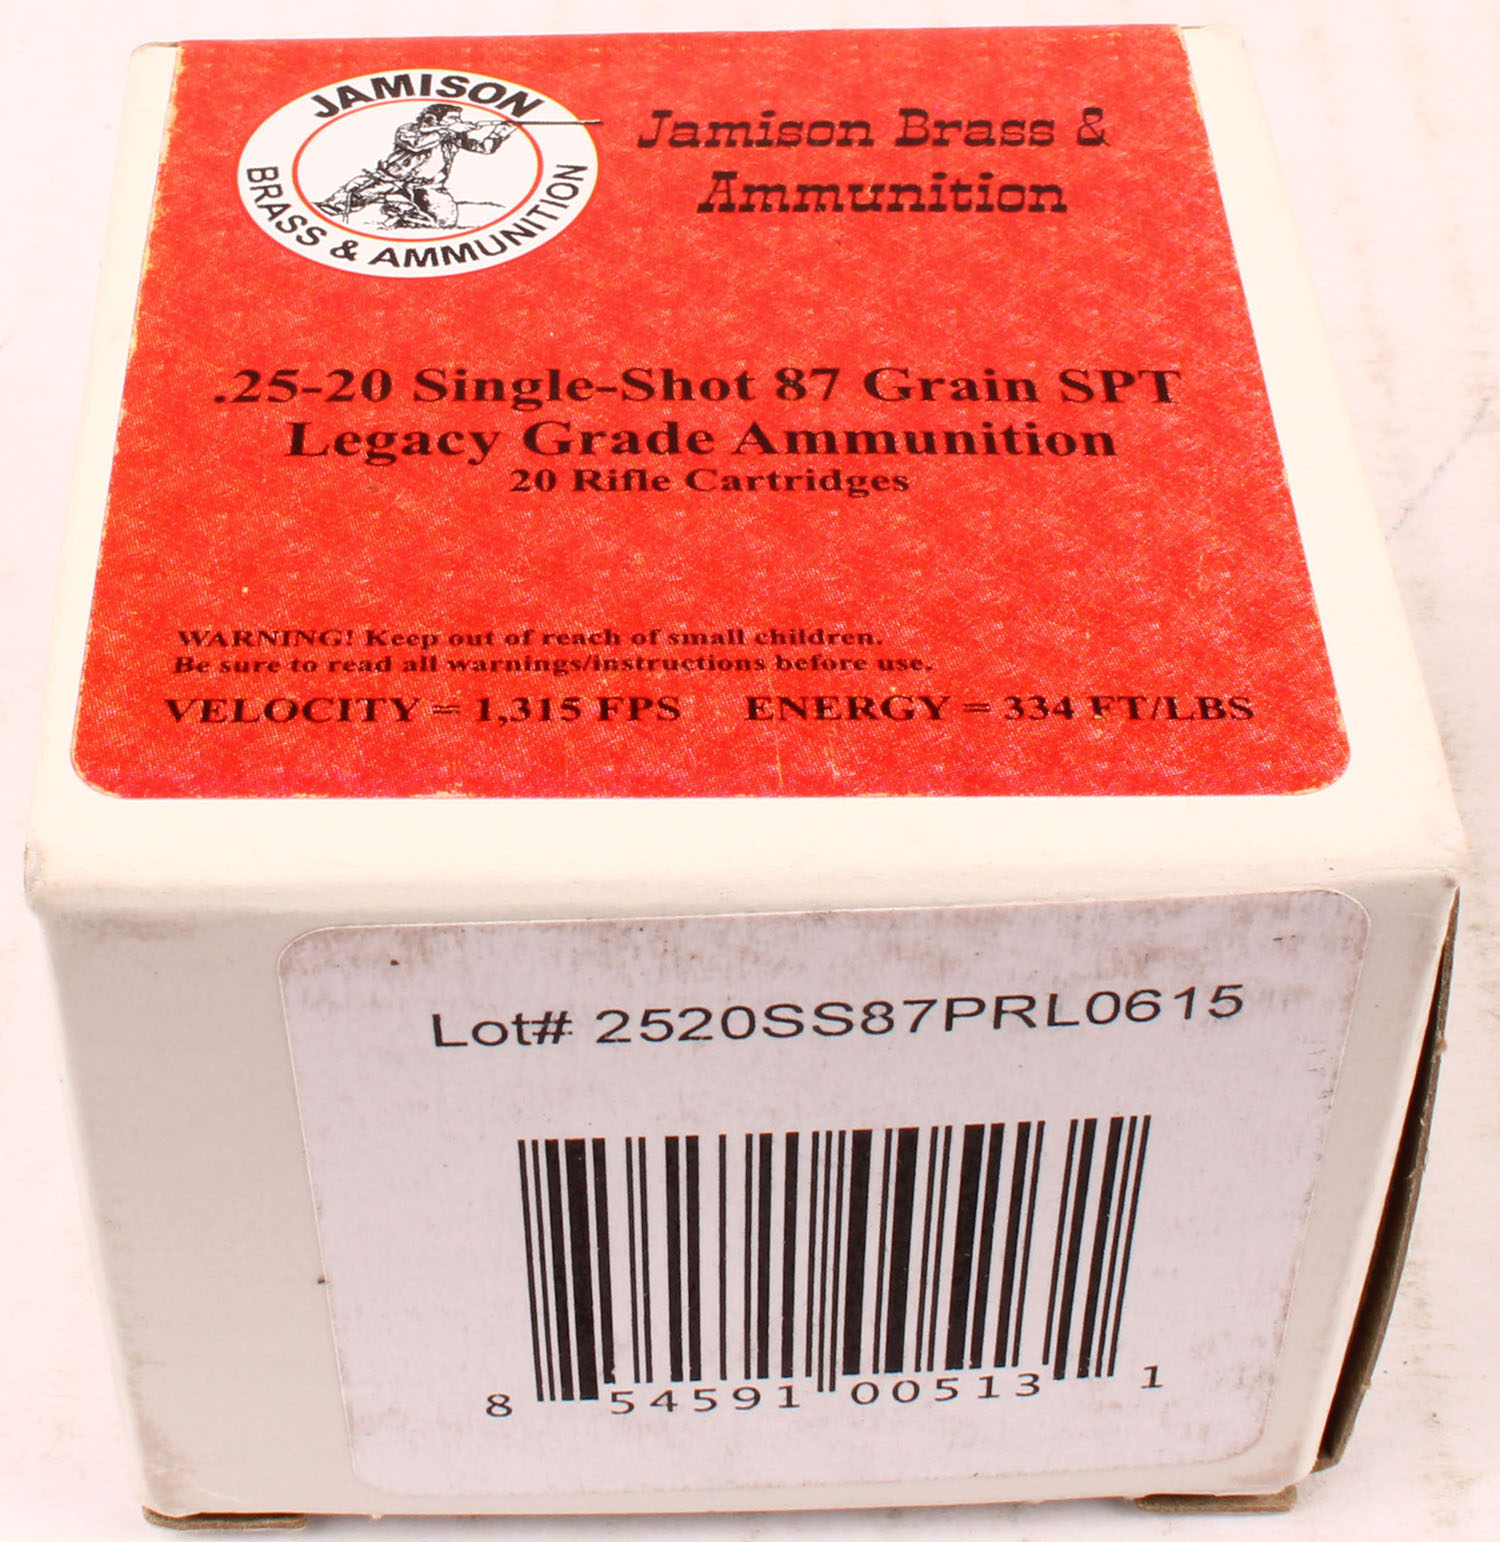 JAMISON
BRASS & AMMUNITION
Jamison Brass &
Ammunition
.25-20 Single-Shot 87 Grain SPT
Legacy Grade Ammunition
20 Rifle Cartridges
WARNING! Keep out of reach of small children.
Be sure to read all warnings/instructions before use.
VELOCITY = 1,315 FPS ENERGY = 334 FT/LBS
Lot# 2520SS87PRL0615
8 54591 00513 1